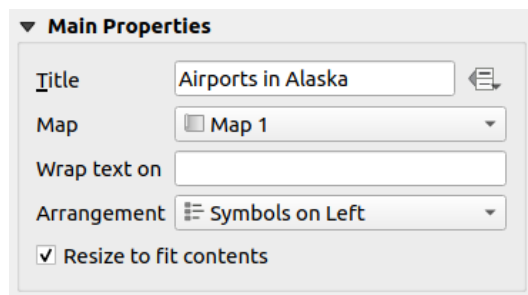 Main Properties
Title Airports in Alaska
Map Map 1
Wrap text on
Arrangement Symbols on Left
Resize to fit contents